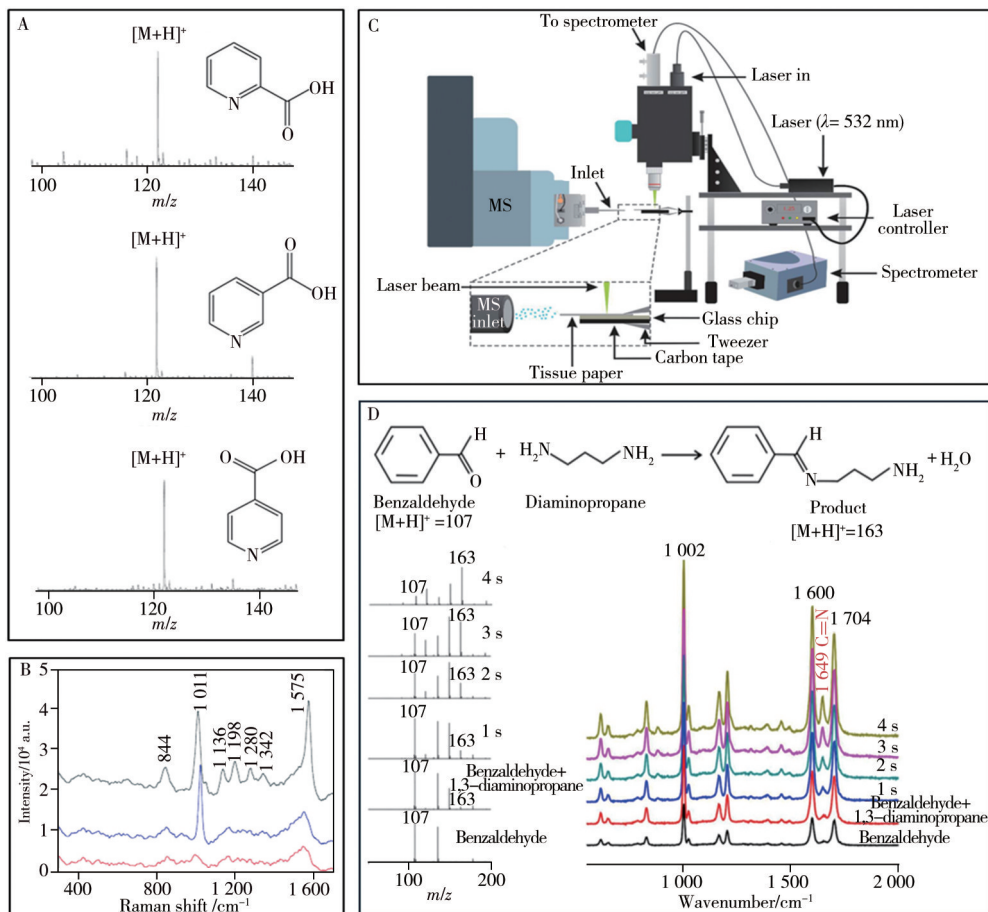 A
[M+H]⁺
N
OH
O
100 120 140
m/z
[M+H]⁺
O
OH
N
100 120 140
m/z
[M+H]⁺
O OH
N
100 120 140
m/z
B
Intensity/10⁴ a.u.
5
4
2
1
0
844
1 011
1 136
1 198
1 280
1 342
1 575
400 800 1 200 1 600
Raman shift /cm⁻¹
C
To spectrometer
Laser in
Laser (λ= 532 nm)
Inlet
MS
Laser controller
Spectrometer
Laser beam
MS inlet
Glass chip
Tweezer
Carbon tape
Tissue paper
D
H
O
+
H₂N NH₂
H
N NH₂
+H₂O
Benzaldehyde
[M+H]⁺ =107
Diaminopropane
Product
[M+H]⁺=163
107 163 4 s
107 163 3 s
107 163 2 s
107 163 1 s
107 163
Benzaldehyde+
1,3-diaminopropane
107
Benzaldehyde
100 200
m/z
1 002
1 600
1 649 C=N
1 704
4 s
3 s
2 s
1 s
Benzaldehyde+
1,3-diaminopropane
Benzaldehyde
1 000 1 500 2 000
Wavenumber/cm⁻¹